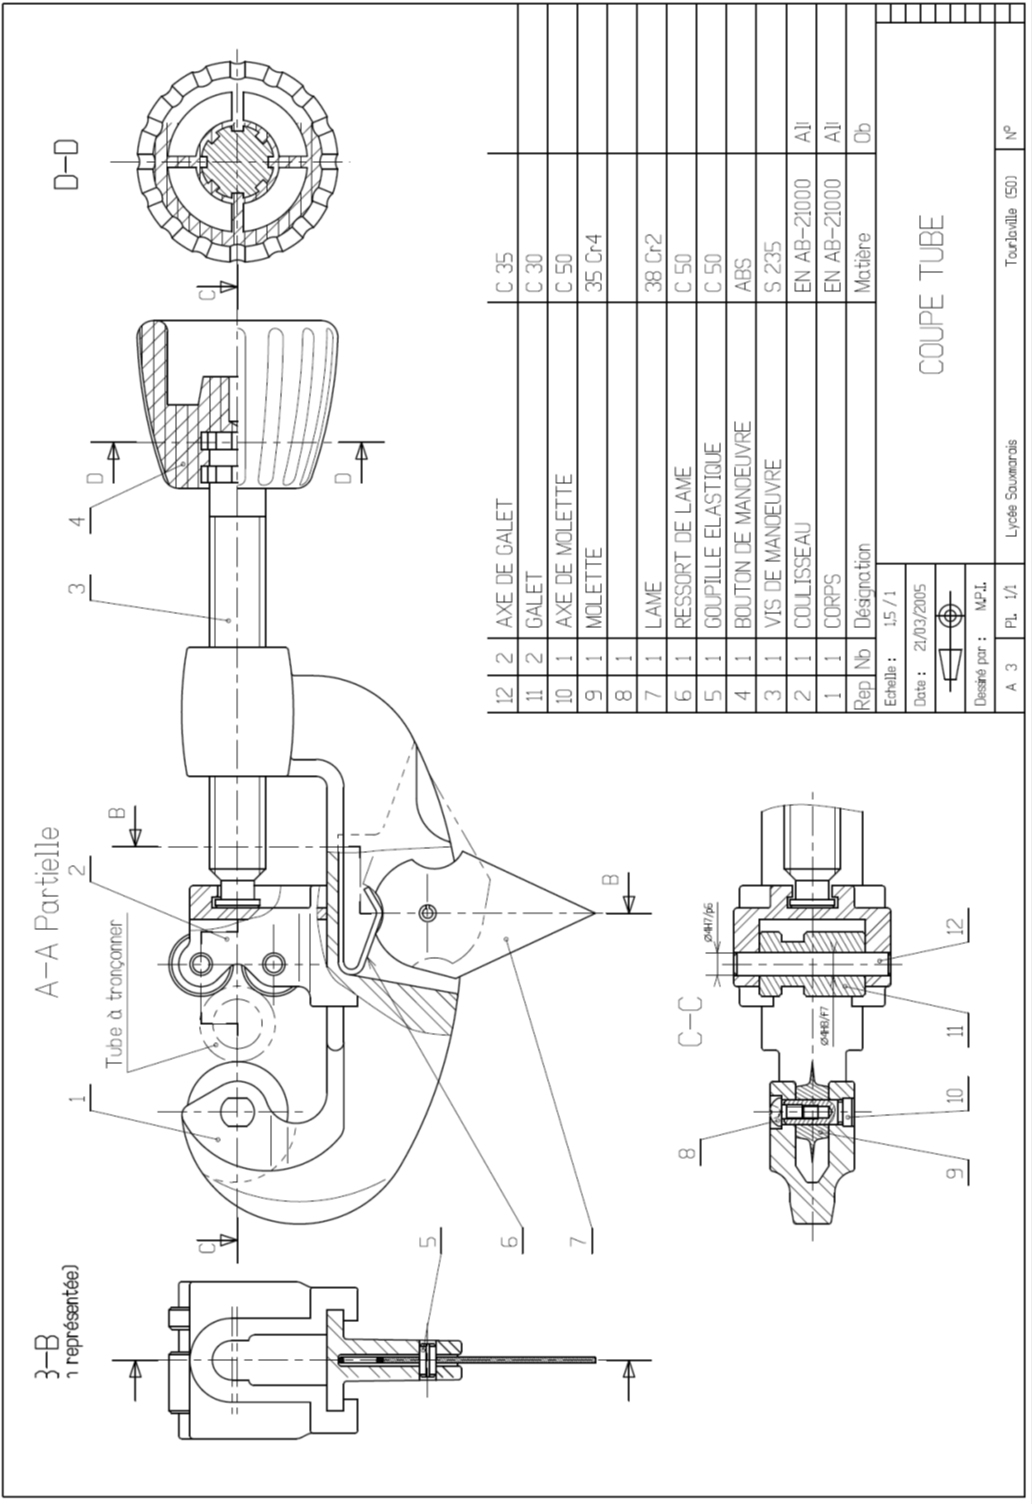 D-D
C
D
D
4
3
A-A Partielle
Tube à tronçonner
B
2
1
B
C
5
6
7
3-B
représentée)
C-C
Ø4H7/p6
Ø4H8/f7
8
9
10
11
12
12 2 AXE DE GALET C 35
11 2 GALET C 30
10 1 AXE DE MOLETTE C 50
9 1 MOLETTE 35 Cr4
8 1
7 1 LAME 38 Cr2
6 1 RESSORT DE LAME C 50
5 1 GOUPILLE ELASTIQUE C 50
4 1 BOUTON DE MANOEUVRE ABS
3 1 VIS DE MANOEUVRE S 235
2 1 COULISSEAU EN AB-21000
1 1 CORPS EN AB-21000
Rep Nb Désignation Matière Ob
Echelle : 1,5 / 1
Date : 21/03/2005
Dessiné par : M.P.I.
COUPE TUBE
A 3 PL. 1/1 Lycée Sauxmarais Tourlaville (50) N°